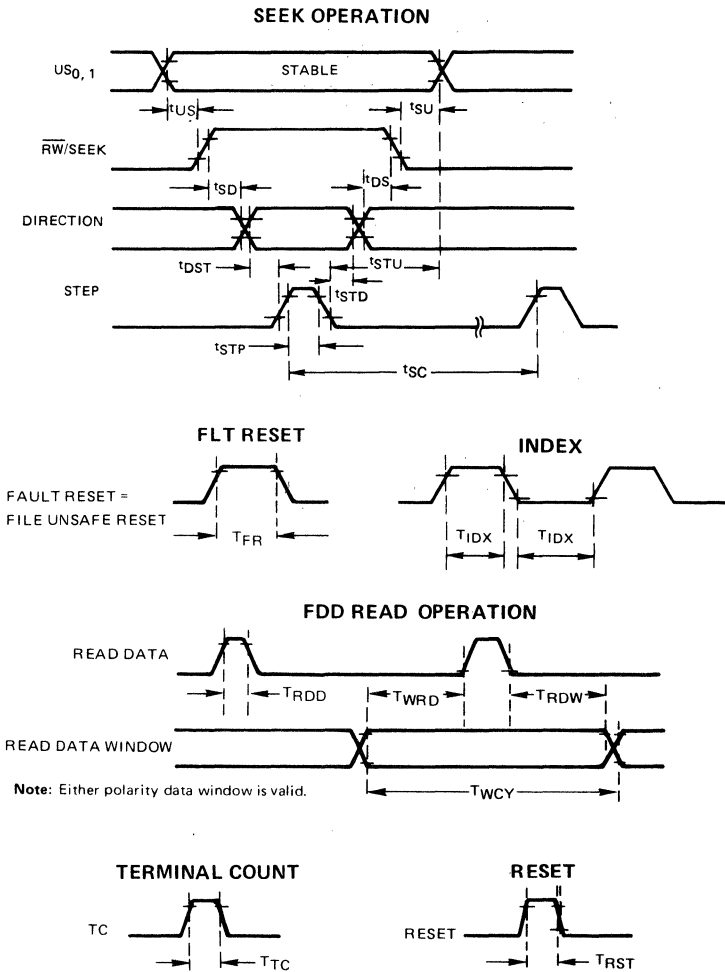 SEEK OPERATION
US0, 1
STABLE
tUS
tSU
RW/SEEK
tSD
tDS
DIRECTION
tDST
tSTU
tSTD
STEP
tSTP
tSC
FLT RESET
INDEX
FAULT RESET =
FILE UNSAFE RESET
TFR
TIDX
TIDX
FDD READ OPERATION
READ DATA
TRDD
TWRD
TRDW
READ DATA WINDOW
Note: Either polarity data window is valid.
TWCY
TERMINAL COUNT
RESET
TC
TTC
RESET
TRST